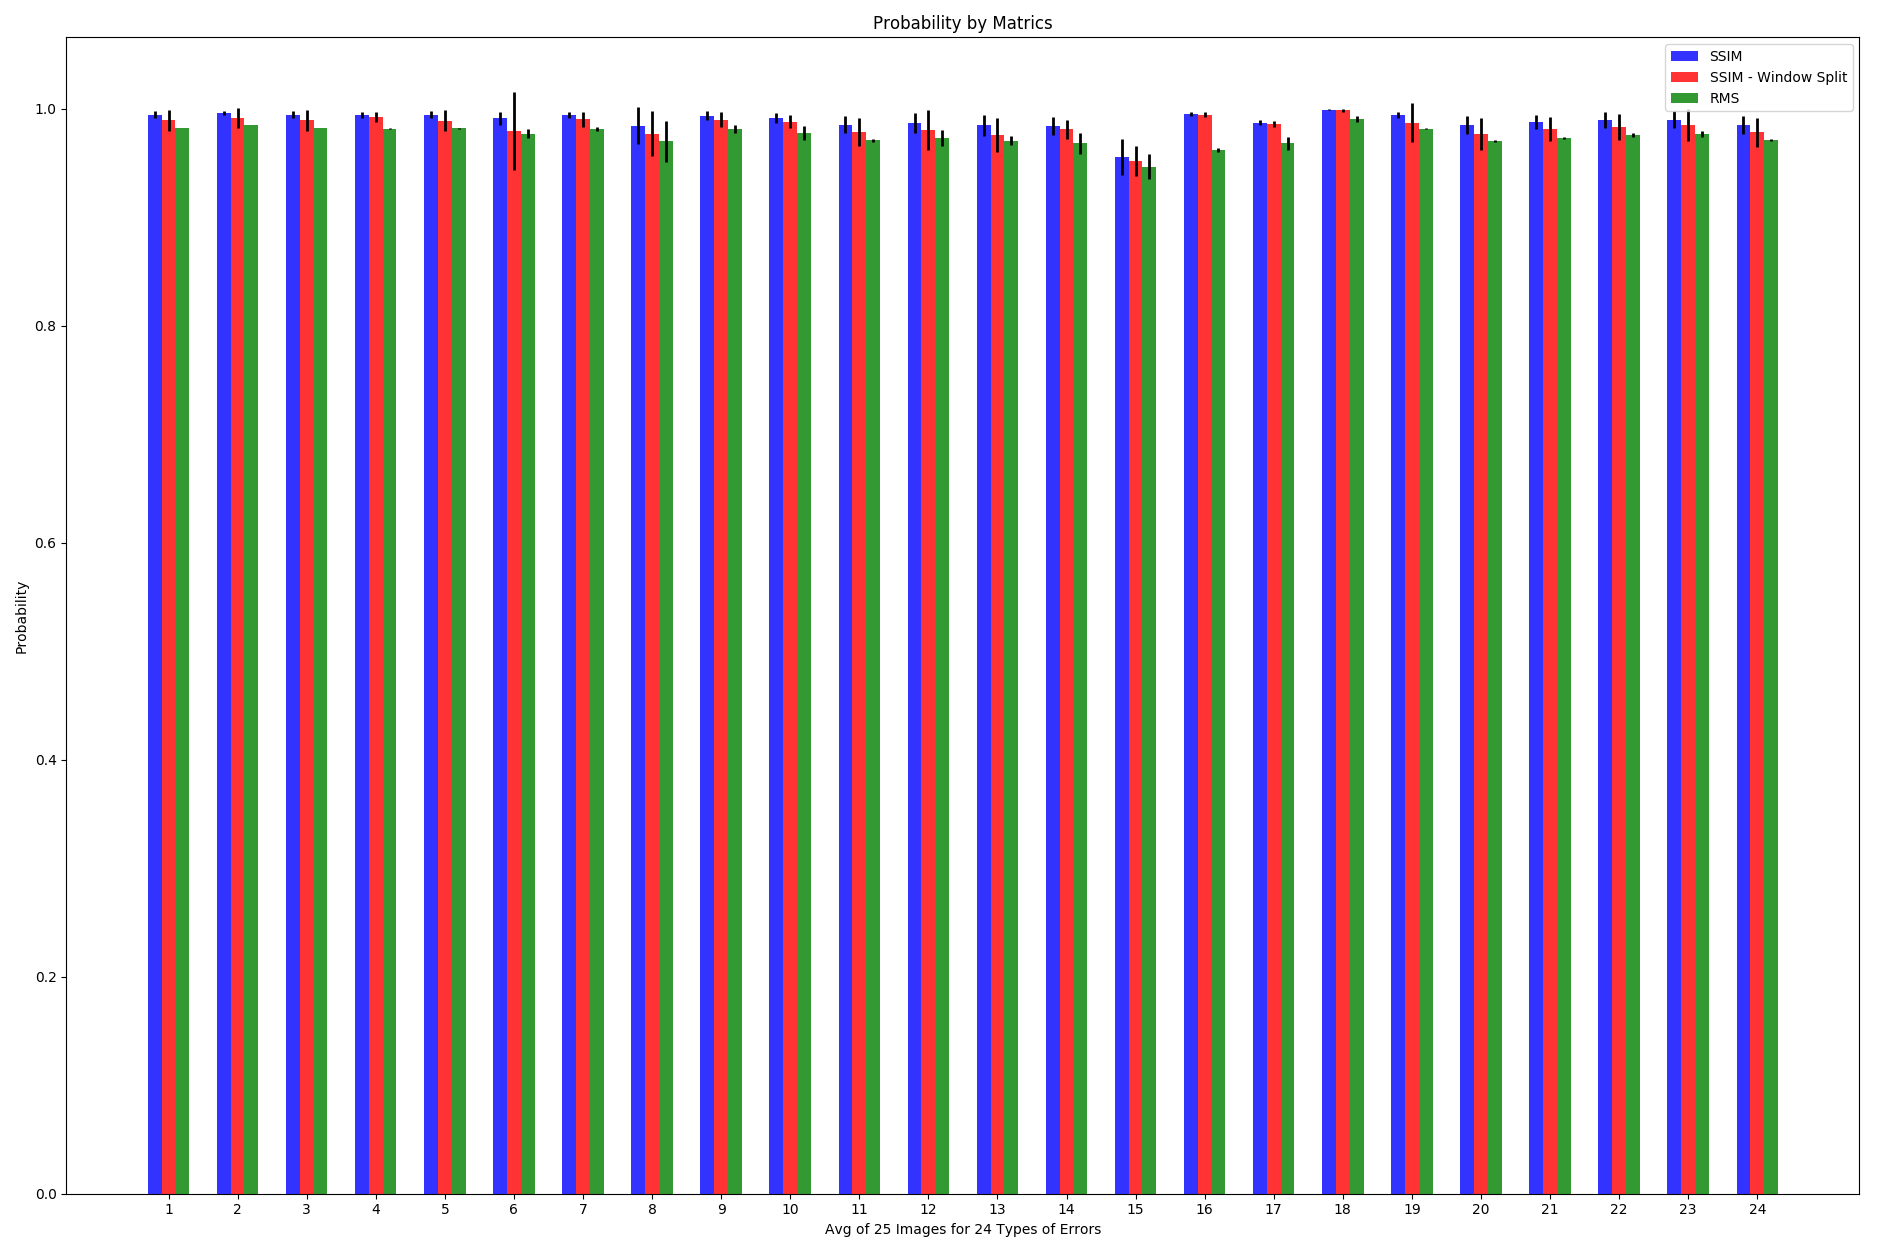 Probability by Matrics
SSIM
SSIM - Window Split
RMS
1.0
0.8
0.6
0.4
0.2
0.0
Probability
1 2 3 4 5 6 7 8 9 10 11 12 13 14 15 16 17 18 19 20 21 22 23 24
Avg of 25 Images for 24 Types of Errors